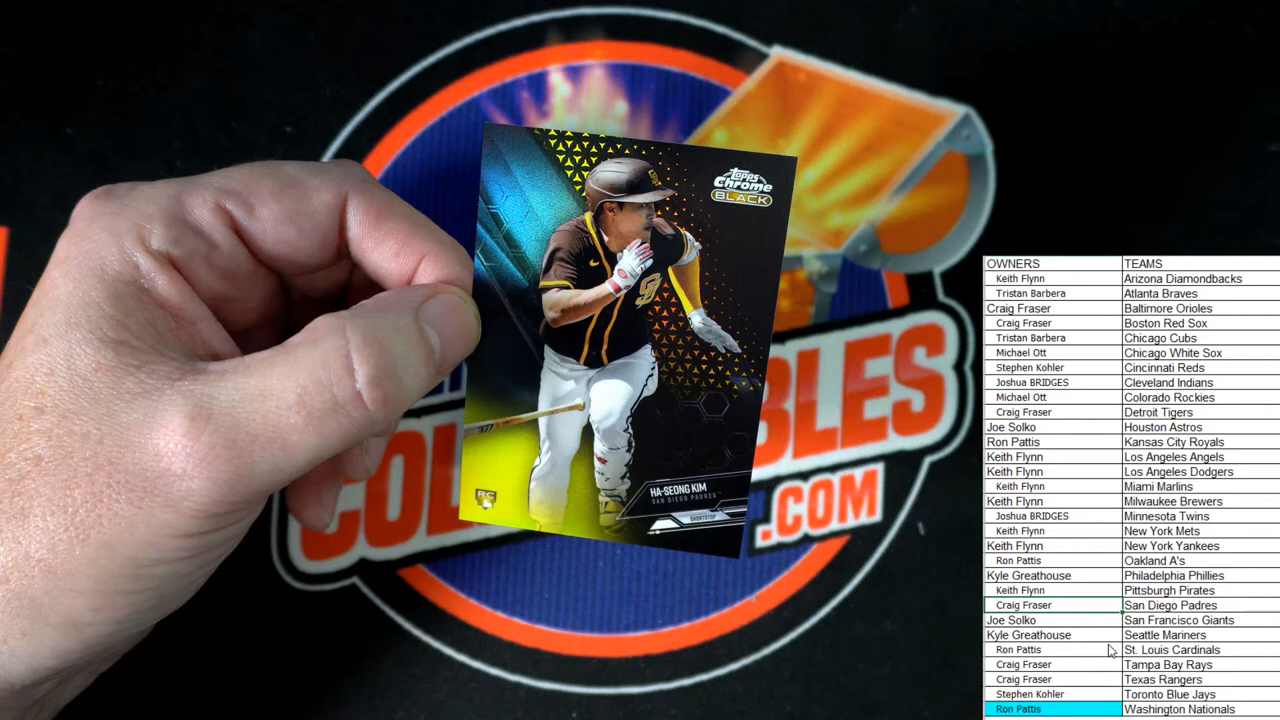 Topps
Chrome
BLACK
SD
SD
RC
HA-SEONG KIM
SAN DIEGO PADRES
SHORTSTOP
COL
BLES
.COM
OWNERS TEAMS
Keith Flynn Arizona Diamondbacks
Tristan Barbera Atlanta Braves
Craig Fraser Baltimore Orioles
Craig Fraser Boston Red Sox
Tristan Barbera Chicago Cubs
Michael Ott Chicago White Sox
Stephen Kohler Cincinnati Reds
Joshua BRIDGES Cleveland Indians
Michael Ott Colorado Rockies
Craig Fraser Detroit Tigers
Joe Solko Houston Astros
Ron Pattis Kansas City Royals
Keith Flynn Los Angeles Angels
Keith Flynn Los Angeles Dodgers
Keith Flynn Miami Marlins
Keith Flynn Milwaukee Brewers
Joshua BRIDGES Minnesota Twins
Keith Flynn New York Mets
Keith Flynn New York Yankees
Ron Pattis Oakland A's
Kyle Greathouse Philadelphia Phillies
Keith Flynn Pittsburgh Pirates
Craig Fraser San Diego Padres
Joe Solko San Francisco Giants
Kyle Greathouse Seattle Mariners
Ron Pattis St. Louis Cardinals
Craig Fraser Tampa Bay Rays
Craig Fraser Texas Rangers
Stephen Kohler Toronto Blue Jays
Ron Pattis Washington Nationals